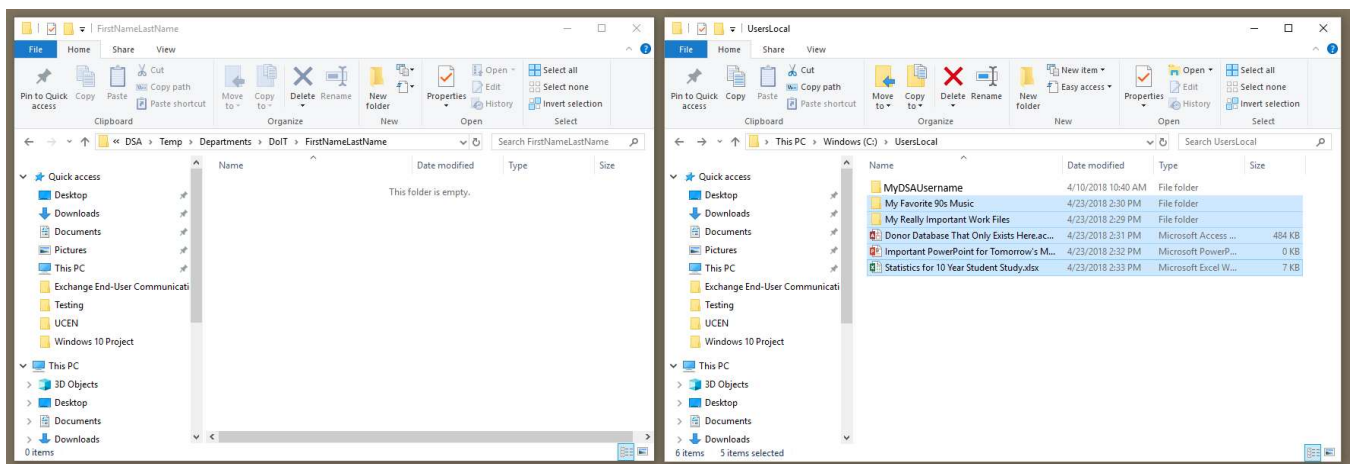 FirstNameLastName
File Home Share View
Pin to Quick access
Copy
Paste
Cut
Copy path
Paste shortcut
Move to
Copy to
Delete
Rename
New folder
Properties
Open
Edit
History
Select all
Select none
Invert selection
Clipboard Organize New Open Select
« DSA > Temp > Departments > DoIT > FirstNameLastName
Search FirstNameLastName
Name Date modified Type Size
This folder is empty.
Quick access
Desktop
Downloads
Documents
Pictures
This PC
Exchange End-User Communicati
Testing
UCEN
Windows 10 Project
This PC
3D Objects
Desktop
Documents
Downloads
0 items
UsersLocal
File Home Share View
Pin to Quick access
Copy
Paste
Cut
Copy path
Paste shortcut
Move to
Copy to
Delete
Rename
New folder
New item
Easy access
Properties
Open
Edit
History
Select all
Select none
Invert selection
Clipboard Organize New Open Select
> This PC > Windows (C:) > UsersLocal
Search UsersLocal
Name Date modified Type Size
MyDSAUsername 4/10/2018 10:40 AM File folder
My Favorite 90s Music 4/23/2018 2:30 PM File folder
My Really Important Work Files 4/23/2018 2:29 PM File folder
Donor Database That Only Exists Here.ac... 4/23/2018 2:31 PM Microsoft Access ... 484 KB
Important PowerPoint for Tomorrow's M... 4/23/2018 2:32 PM Microsoft PowerP... 0 KB
Statistics for 10 Year Student Study.xlsx 4/23/2018 2:33 PM Microsoft Excel W... 7 KB
Quick access
Desktop
Downloads
Documents
Pictures
This PC
Exchange End-User Communicati
Testing
UCEN
Windows 10 Project
This PC
3D Objects
Desktop
Documents
Downloads
6 items 5 items selected